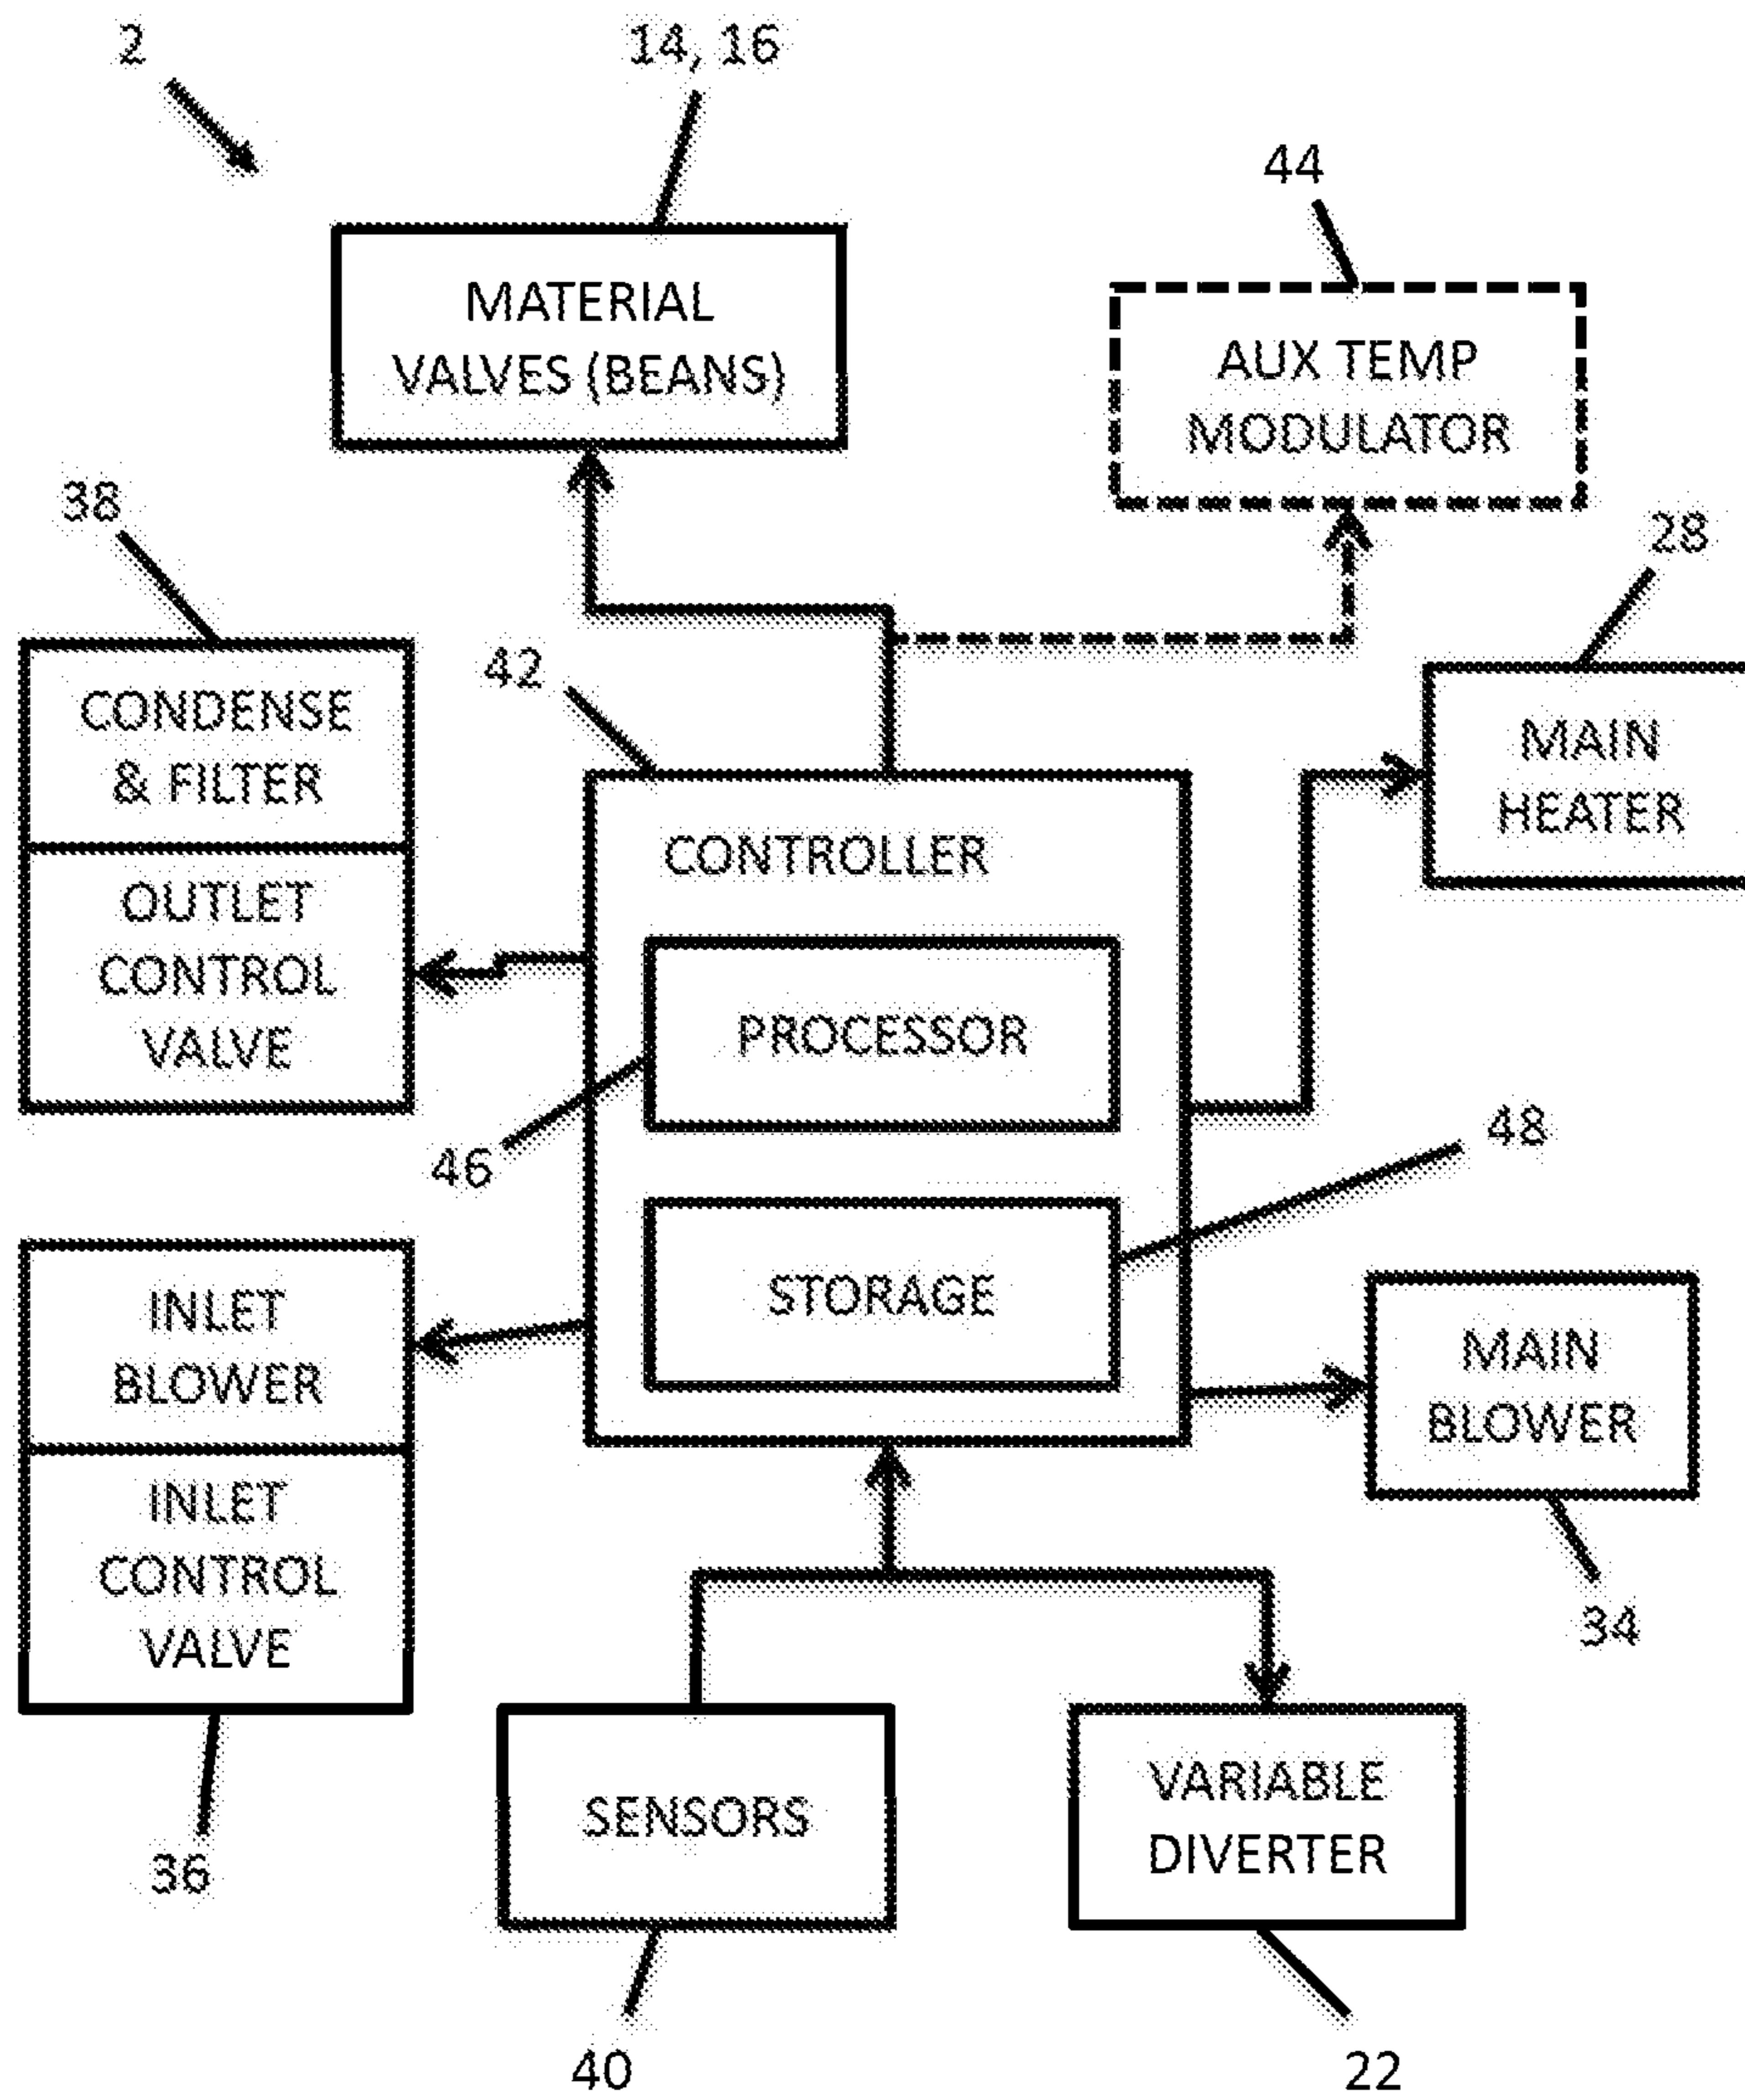 2
14, 16
44
MATERIAL
VALVES (BEANS)
AUX TEMP
MODULATOR
38
28
42
CONDENSE
& FILTER
MAIN
HEATER
OUTLET
CONTROL
VALVE
CONTROLLER
PROCESSOR
46
48
STORAGE
INLET
BLOWER
MAIN
BLOWER
INLET
CONTROL
VALVE
34
SENSORS
VARIABLE
DIVERTER
36
40
22